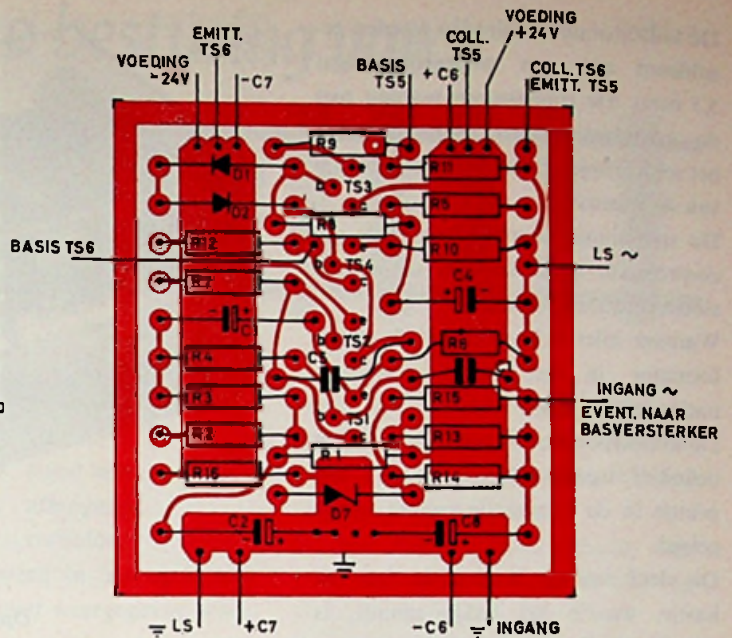 VOEDING
-24V
EMITT.
TS6
-C7
BASIS
TS5
+C6
COLL.
TS5
VOEDING
+24V
COLL.TS6
EMITT. TS5
R9
D1
TS3
R11
D2
R8
R5
BASIS TS6
R12
TS4
R10
LS ~
R7
C4
TS2
R6
R4
C5
R3
R15
INGANG ~
EVENT. NAAR
BASVERSTERKER
R2
TS1
R13
R16
R1
R14
D7
C2
C8
LS
+C7
-C6
INGANG